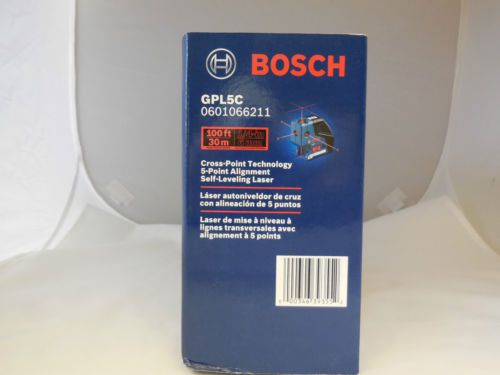 BOSCH
GPL5C
0601066211
100 ft
30 m
Cross-Point Technology
5-Point Alignment
Self-Leveling Laser
Láser autonivelador de cruz
con alineación de 5 puntos
Laser de mise à niveau à
lignes transversales avec
alignement à 5 points